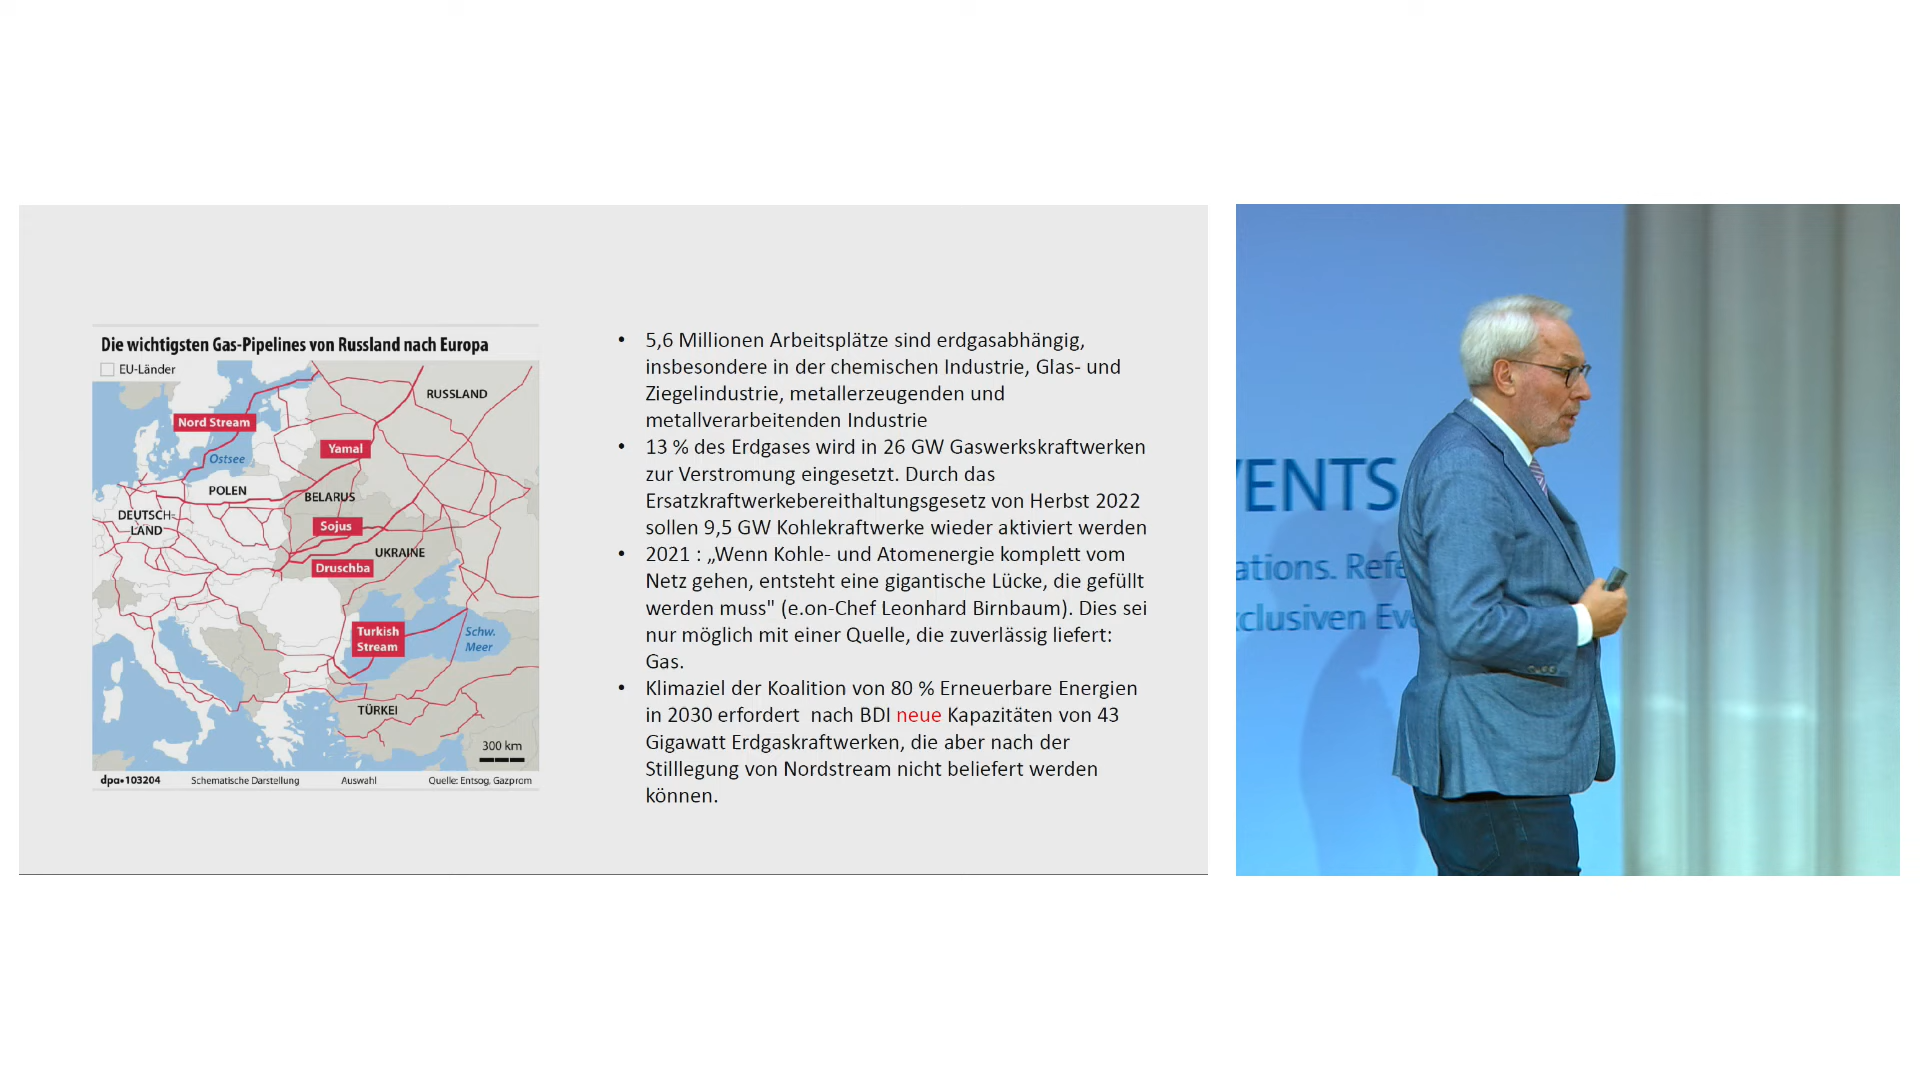 Die wichtigsten Gas-Pipelines von Russland nach Europa
EU-Länder
RUSSLAND
Nord Stream
Yamal
Ostsee
POLEN
BELARUS
DEUTSCH-
LAND
Sojus
UKRAINE
Druschba
Turkish
Stream
Schw.
Meer
TÜRKEI
300 km
dpa•103204 Schematische Darstellung Auswahl Quelle: Entsog, Gazprom
• 5,6 Millionen Arbeitsplätze sind erdgasabhängig,
insbesondere in der chemischen Industrie, Glas- und
Ziegelindustrie, metallerzeugenden und
metallverarbeitenden Industrie
• 13 % des Erdgases wird in 26 GW Gaswerkskraftwerken
zur Verstromung eingesetzt. Durch das
Ersatzkraftwerkebereithaltungsgesetz von Herbst 2022
sollen 9,5 GW Kohlekraftwerke wieder aktiviert werden
• 2021 : „Wenn Kohle- und Atomenergie komplett vom
Netz gehen, entsteht eine gigantische Lücke, die gefüllt
werden muss" (e.on-Chef Leonhard Birnbaum). Dies sei
nur möglich mit einer Quelle, die zuverlässig liefert:
Gas.
• Klimaziel der Koalition von 80 % Erneuerbare Energien
in 2030 erfordert nach BDI neue Kapazitäten von 43
Gigawatt Erdgaskraftwerken, die aber nach der
Stilllegung von Nordstream nicht beliefert werden
können.
VENTS
ations. Refe
xclusiven Eve